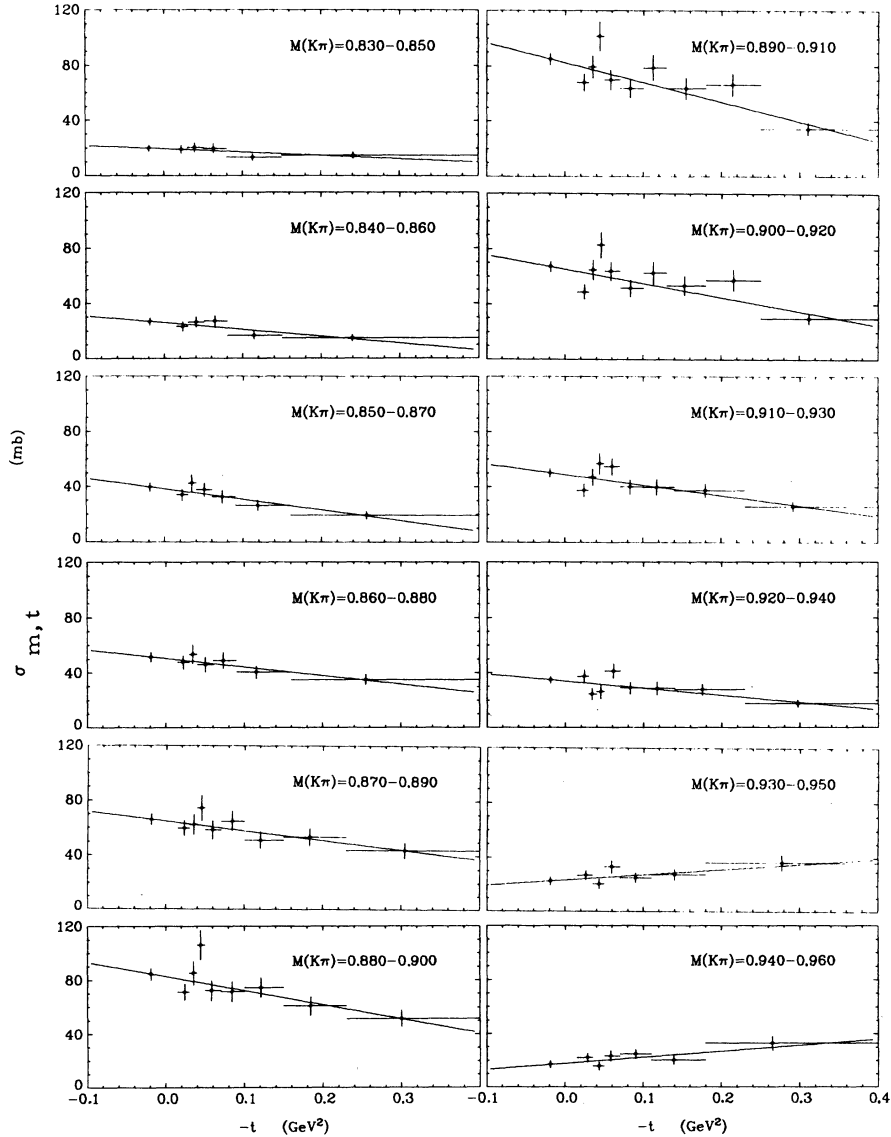 120
80
40
0
M(Kπ)=0.830−0.850
120
80
40
0
M(Kπ)=0.840−0.860
120
80
40
0
M(Kπ)=0.850−0.870
120
80
40
0
M(Kπ)=0.860−0.880
120
80
40
0
M(Kπ)=0.870−0.890
120
80
40
0
M(Kπ)=0.880−0.900
M(Kπ)=0.890−0.910
M(Kπ)=0.900−0.920
M(Kπ)=0.910−0.930
M(Kπ)=0.920−0.940
M(Kπ)=0.930−0.950
M(Kπ)=0.940−0.960
σ m, t (mb)
-0.1 0.0 0.1 0.2 0.3 -0.1 0.0 0.1 0.2 0.3 0.4
-t (GeV²) -t (GeV²)